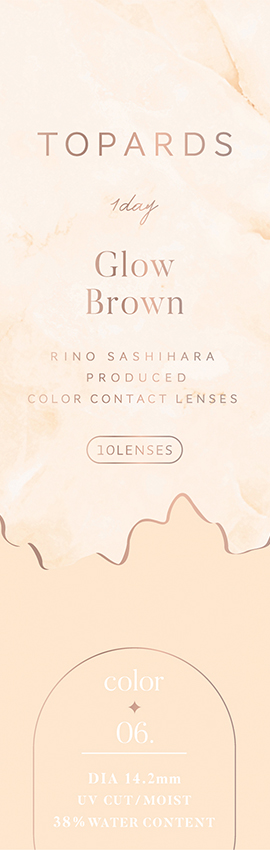 TOPARDS
1day
Glow
Brown
RINO SASHIHARA
PRODUCED
COLOR CONTACT LENSES
10LENSES
color
06.
DIA 14.2mm
UV CUT/MOIST
38% WATER CONTENT